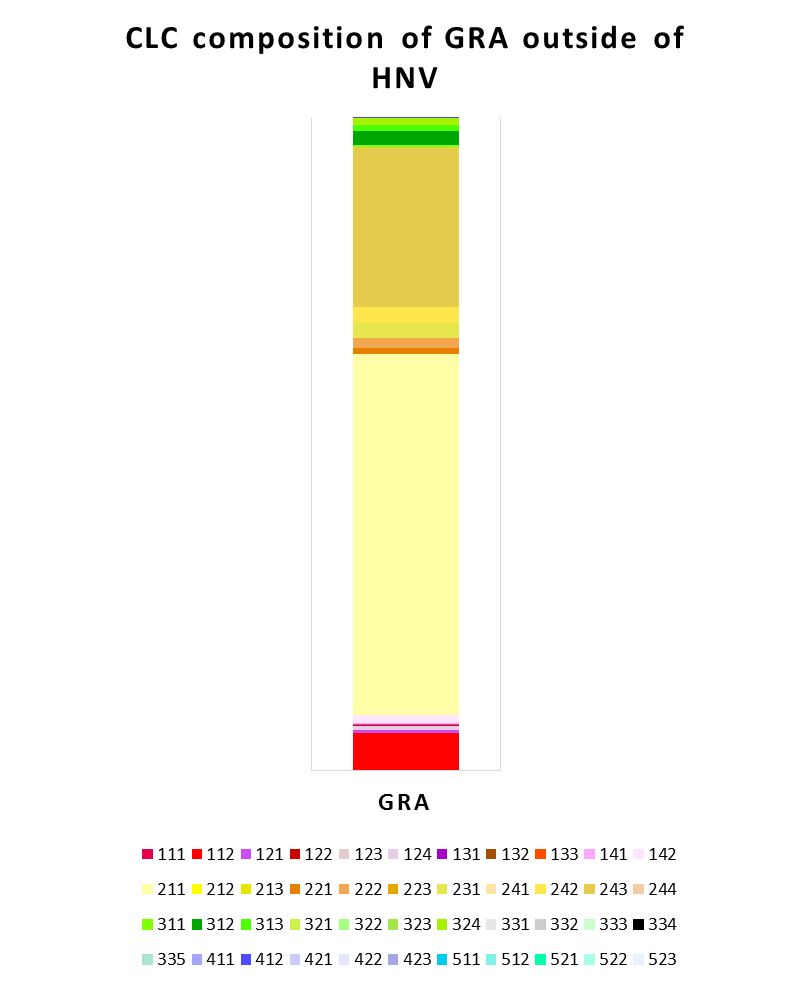 CLC composition of GRA outside of
HNV
GRA
111 112 121 122 123 124 131 132 133 141 142
211 212 213 221 222 223 231 241 242 243 244
311 312 313 321 322 323 324 331 332 333 334
335 411 412 421 422 423 511 512 521 522 523